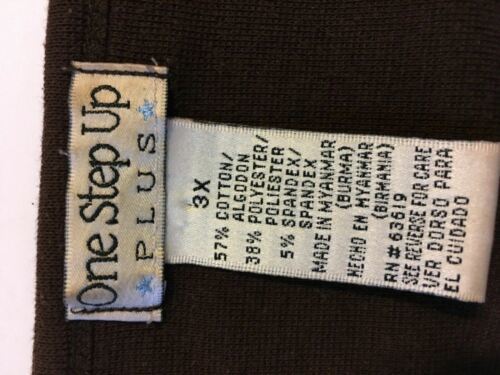 One Step Up
PLUS
3X
57% COTTON/
ALGODON
38% POLYESTER/
POLIESTER
5% SPANDEX/
SPANDEX
MADE IN MYANMAR
(BURMA)
HECHO EN MYANMAR
(BIRMANIA)
RN# 63619
SEE REVERSE FOR CARE
VER DORSO PARA
EL CUIDADO